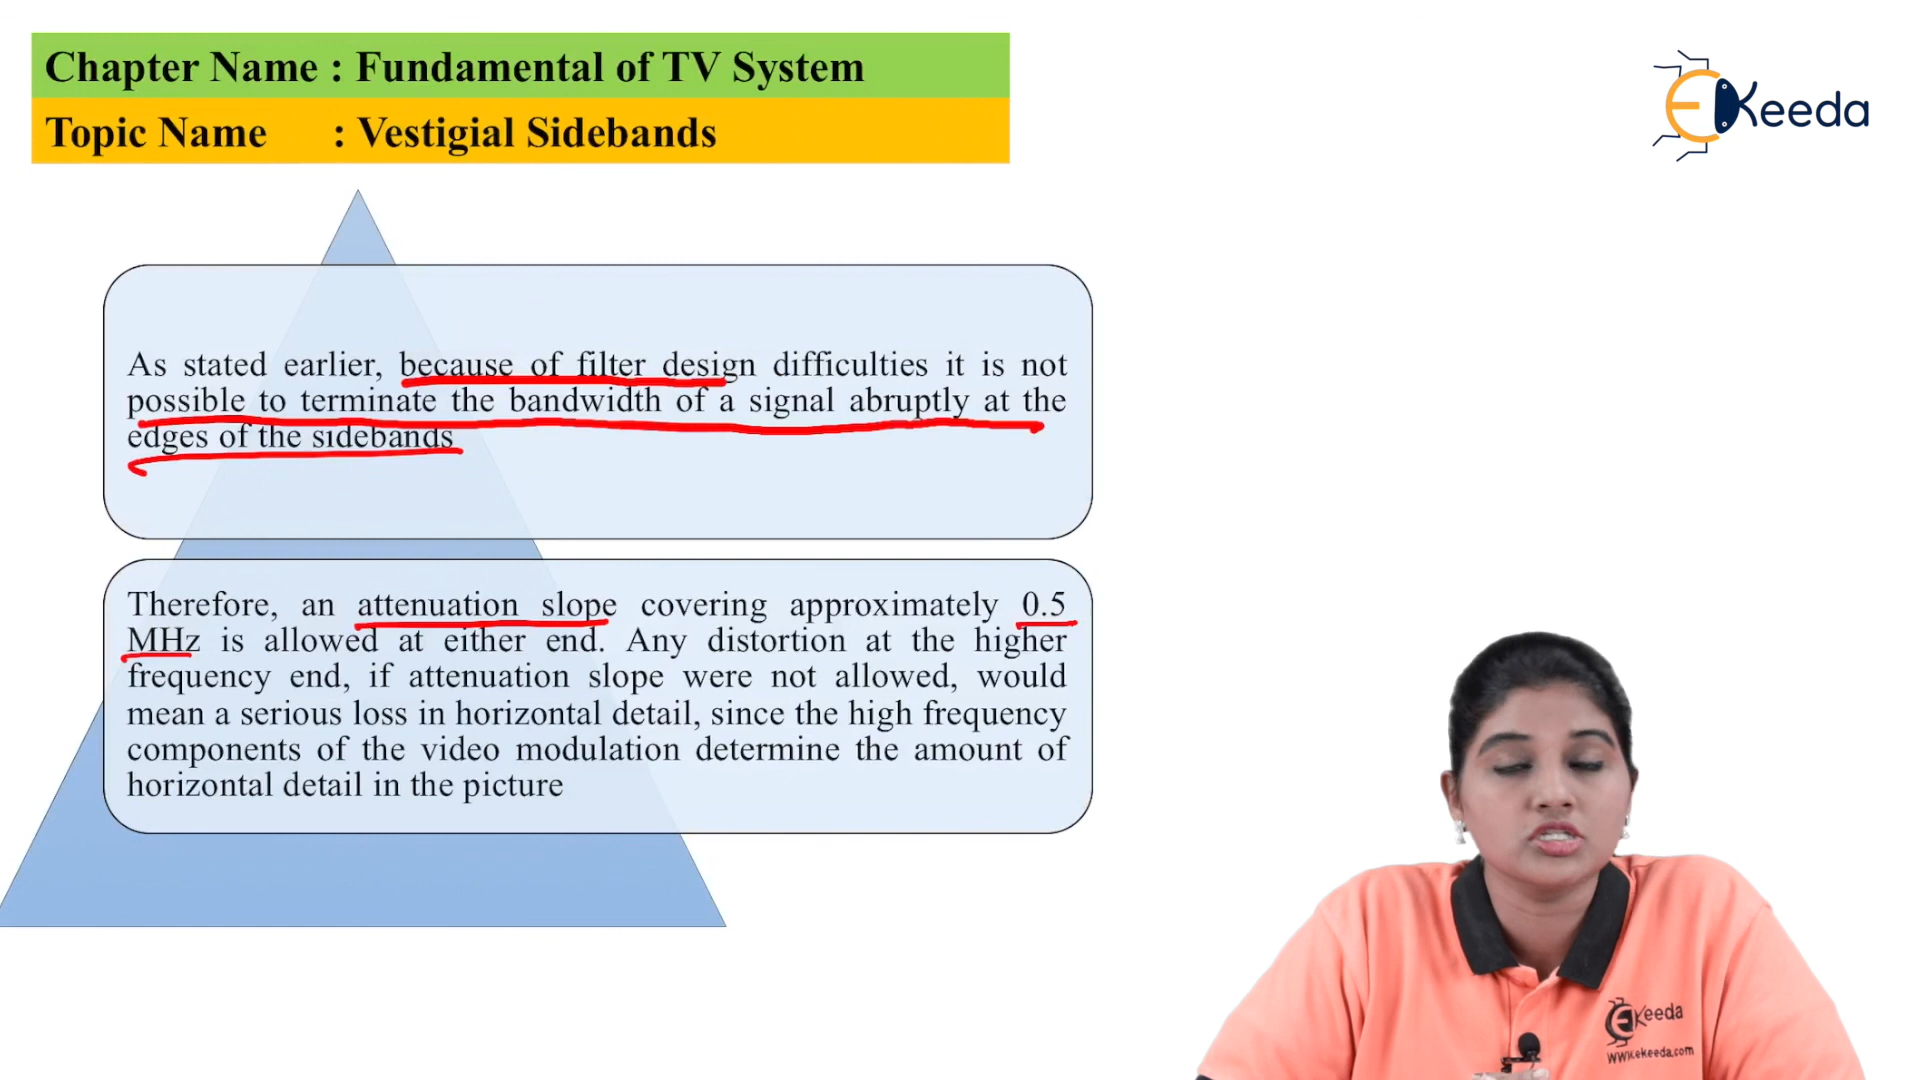 Chapter Name : Fundamental of TV System
Topic Name : Vestigial Sidebands
Keeda
As stated earlier, because of filter design difficulties it is not
possible to terminate the bandwidth of a signal abruptly at the
edges of the sidebands
Therefore, an attenuation slope covering approximately 0.5
MHz is allowed at either end. Any distortion at the higher
frequency end, if attenuation slope were not allowed, would
mean a serious loss in horizontal detail, since the high frequency
components of the video modulation determine the amount of
horizontal detail in the picture
Keeda
www.ekeeda.com